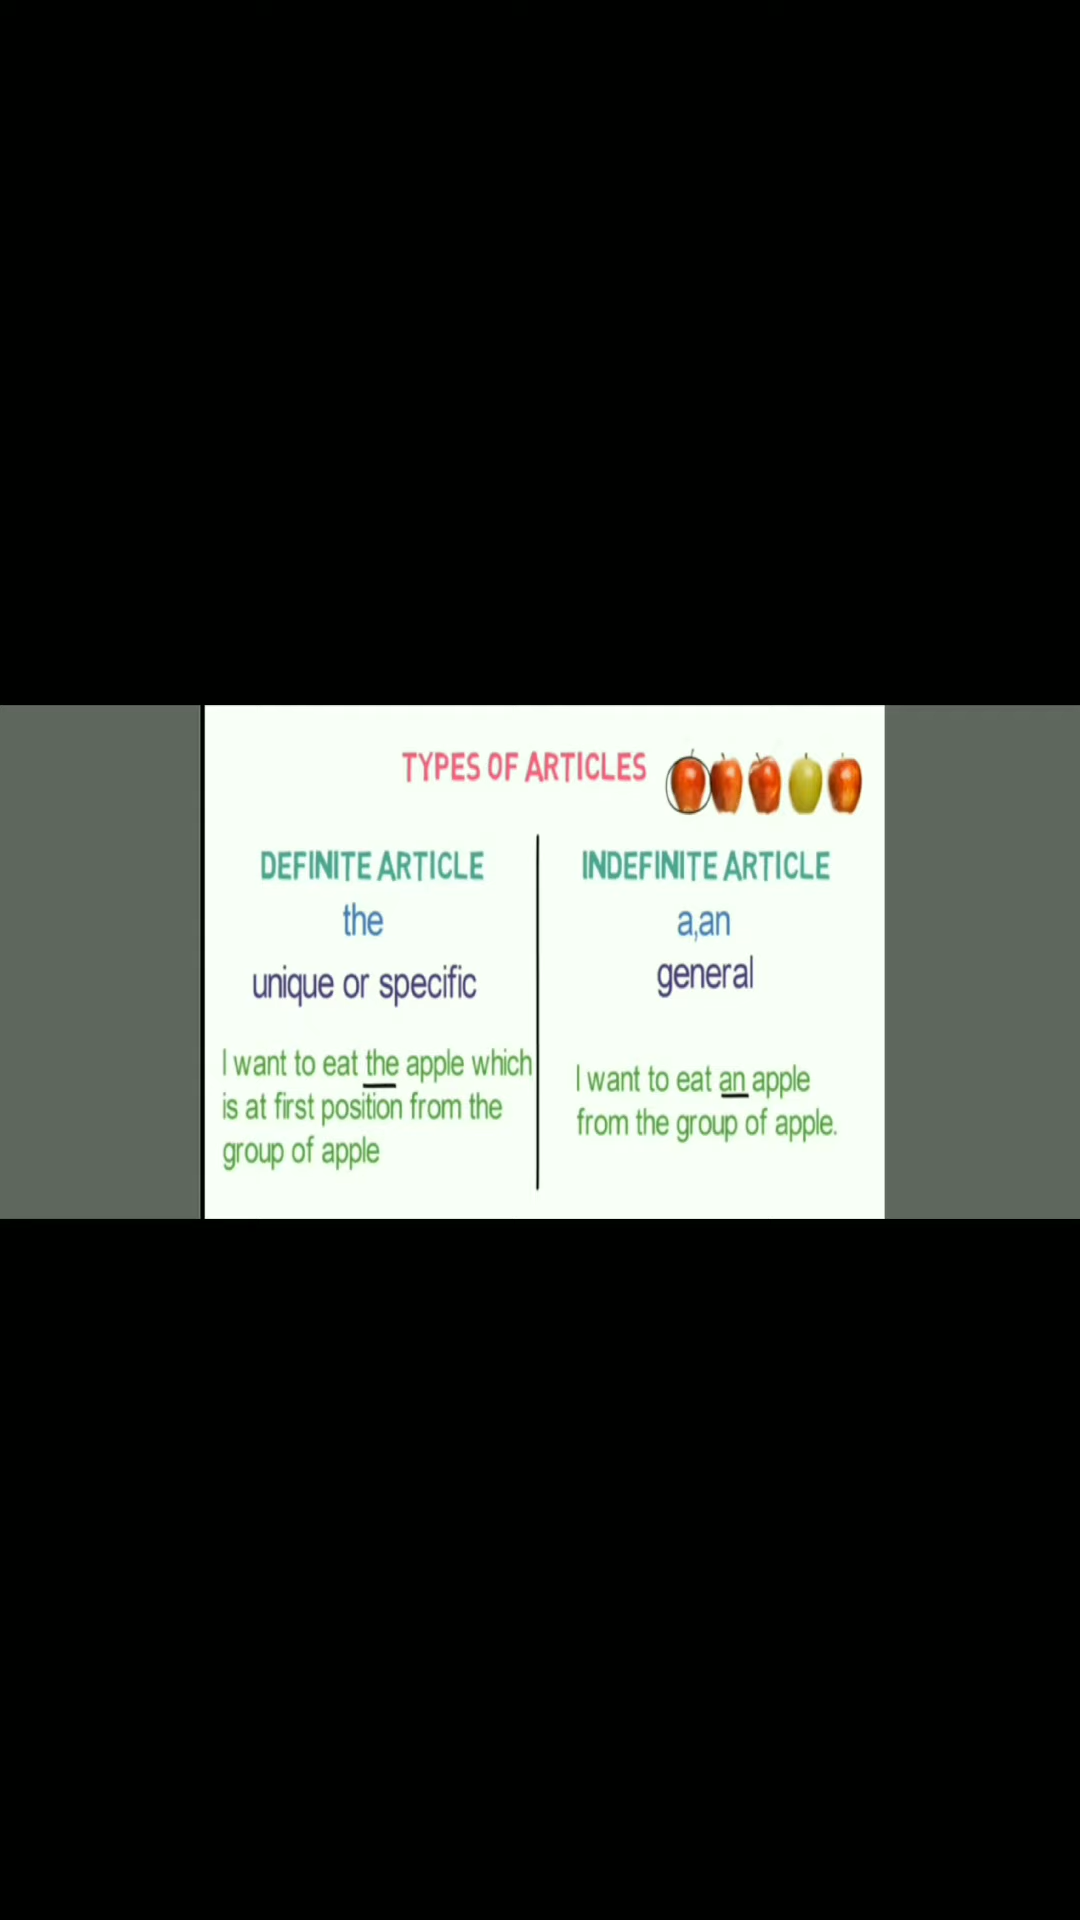 TYPES OF ARTICLES
DEFINITE ARTICLE
the
unique or specific
I want to eat the apple which
is at first position from the
group of apple
INDEFINITE ARTICLE
a,an
general
I want to eat an apple
from the group of apple.